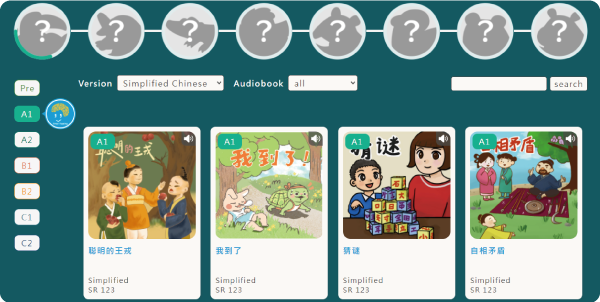 ? ? ? ? ? ? ? ?
Version Simplified Chinese Audiobook all search
Pre
A1
A2
B1
B2
C1
C2
A1 A1 A1 A1
聪明的王戎 我到了! 猜谜 自相矛盾
聪明的王戎 我到了 猜谜 自相矛盾
Simplified Simplified Simplified Simplified
SR 123 SR 123 SR 123 SR 123